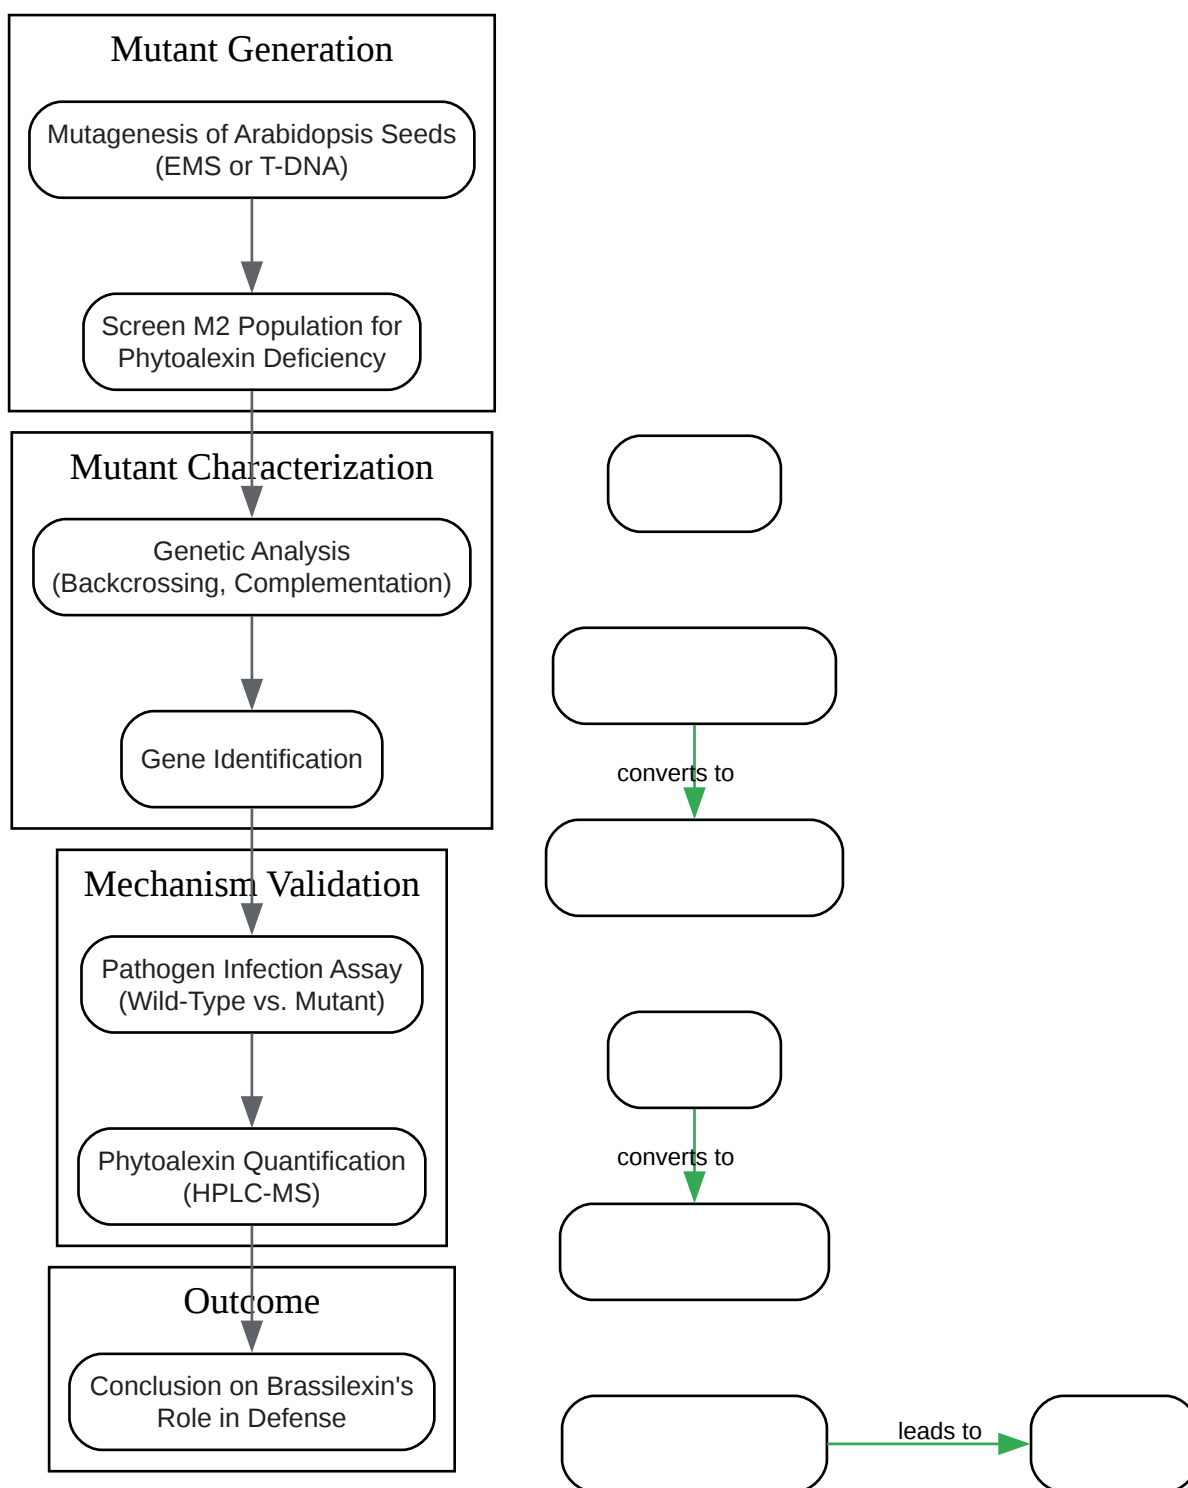 Mutant Generation
Mutagenesis of Arabidopsis Seeds
(EMS or T-DNA)
Screen M2 Population for
Phytoalexin Deficiency
Mutant Characterization
Genetic Analysis
(Backcrossing, Complementation)
Gene Identification
converts to
Mechanism Validation
Pathogen Infection Assay
(Wild-Type vs. Mutant)
Phytoalexin Quantification
(HPLC-MS)
converts to
Outcome
Conclusion on Brassilexin's
Role in Defense
leads to